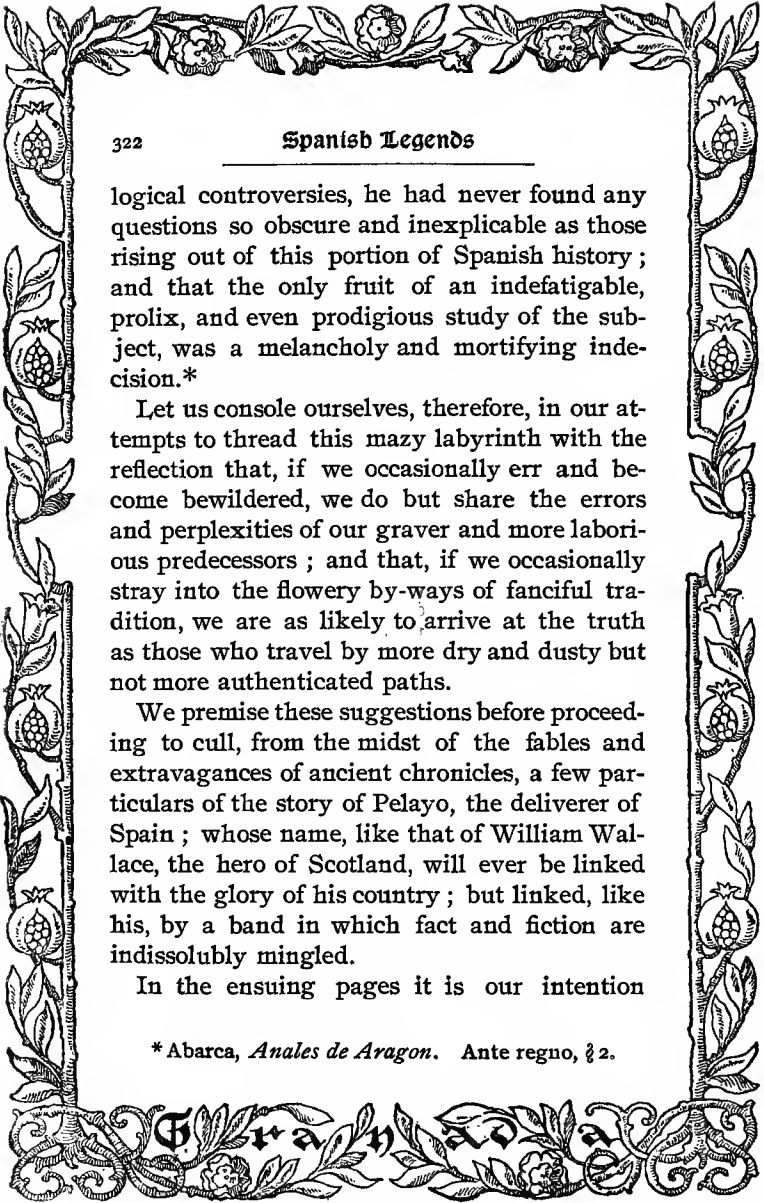 322 Spanish Legends
logical controversies, he had never found any
questions so obscure and inexplicable as those
rising out of this portion of Spanish history ;
and that the only fruit of an indefatigable,
prolix, and even prodigious study of the sub-
ject, was a melancholy and mortifying inde-
cision.*
Let us console ourselves, therefore, in our at-
tempts to thread this mazy labyrinth with the
reflection that, if we occasionally err and be-
come bewildered, we do but share the errors
and perplexities of our graver and more labori-
ous predecessors ; and that, if we occasionally
stray into the flowery by-ways of fanciful tra-
dition, we are as likely to arrive at the truth
as those who travel by more dry and dusty but
not more authenticated paths.
We premise these suggestions before proceed-
ing to cull, from the midst of the fables and
extravagances of ancient chronicles, a few par-
ticulars of the story of Pelayo, the deliverer of
Spain ; whose name, like that of William Wal-
lace, the hero of Scotland, will ever be linked
with the glory of his country ; but linked, like
his, by a band in which fact and fiction are
indissolubly mingled.
In the ensuing pages it is our intention
* Abarca, Anales de Aragon. Ante regno, § 2.
Granada